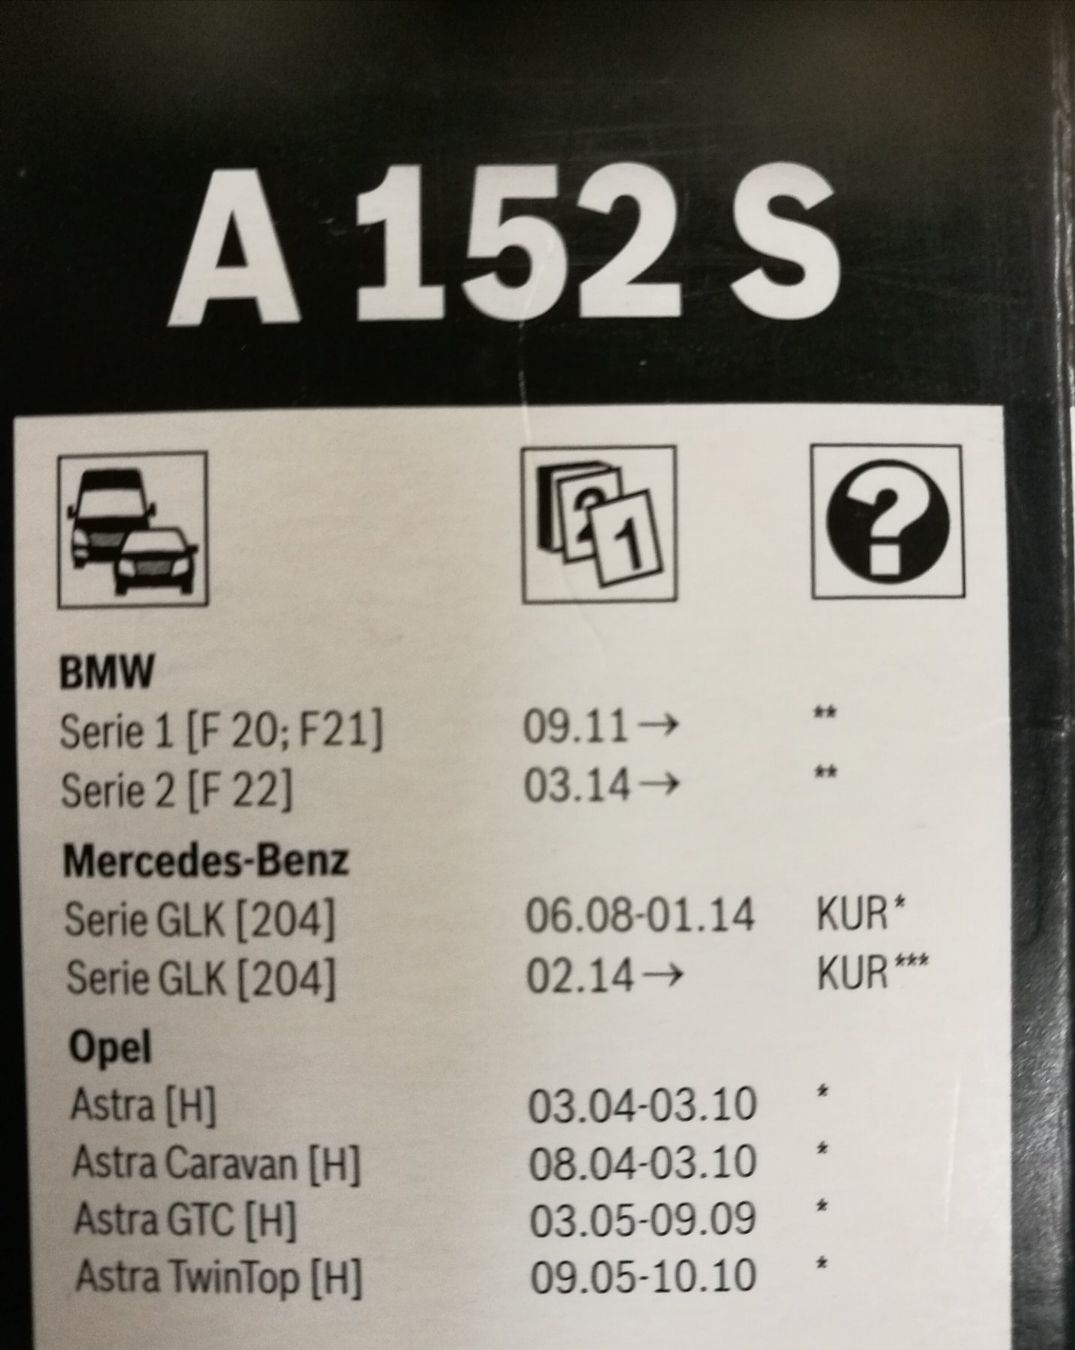 A 152 S
2 1 ?
BMW
Serie 1 [F 20; F21] 09.11→ **
Serie 2 [F 22] 03.14→ **
Mercedes-Benz
Serie GLK [204] 06.08-01.14 KUR*
Serie GLK [204] 02.14→ KUR***
Opel
Astra [H] 03.04-03.10 *
Astra Caravan [H] 08.04-03.10 *
Astra GTC [H] 03.05-09.09 *
Astra TwinTop [H] 09.05-10.10 *